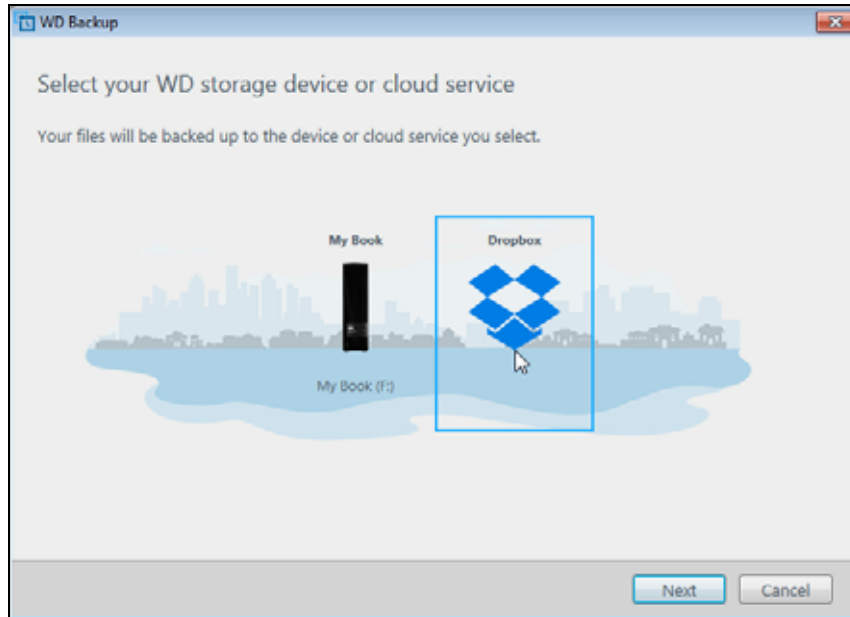 WD Backup
Select your WD storage device or cloud service
Your files will be backed up to the device or cloud service you select.
My Book
Dropbox
My Book (F:)
Next
Cancel